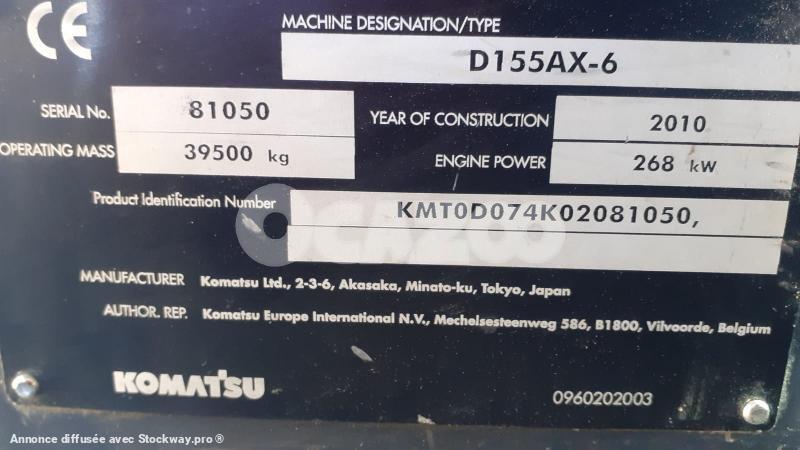 CE
MACHINE DESIGNATION/TYPE
D155AX-6
SERIAL No. 81050
YEAR OF CONSTRUCTION 2010
OPERATING MASS 39500 kg
ENGINE POWER 268 kW
Product Identification Number KMT0D074K02081050,
MANUFACTURER Komatsu Ltd., 2-3-6, Akasaka, Minato-ku, Tokyo, Japan
AUTHOR. REP. Komatsu Europe International N.V., Mechelsesteenweg 586, B1800, Vilvoorde, Belgium
KOMATSU
0960202003
Annonce diffusée avec Stockway.pro ®